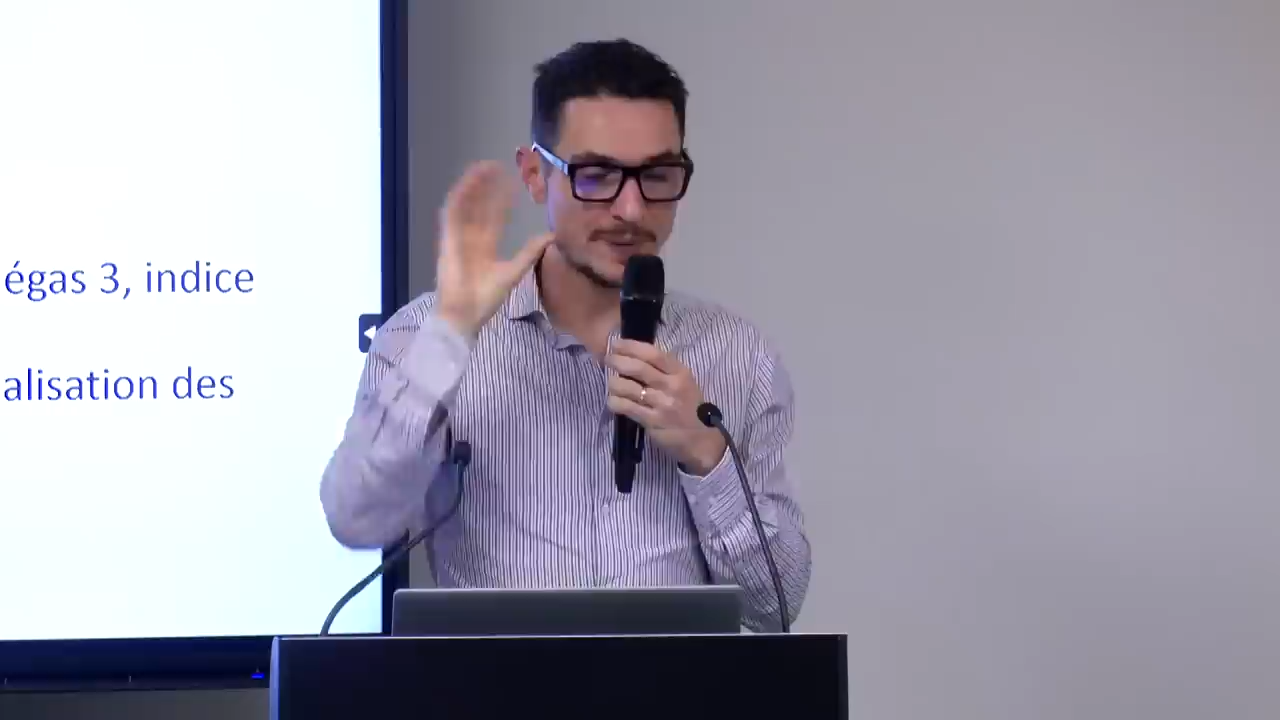 égas 3, indice
alisation des